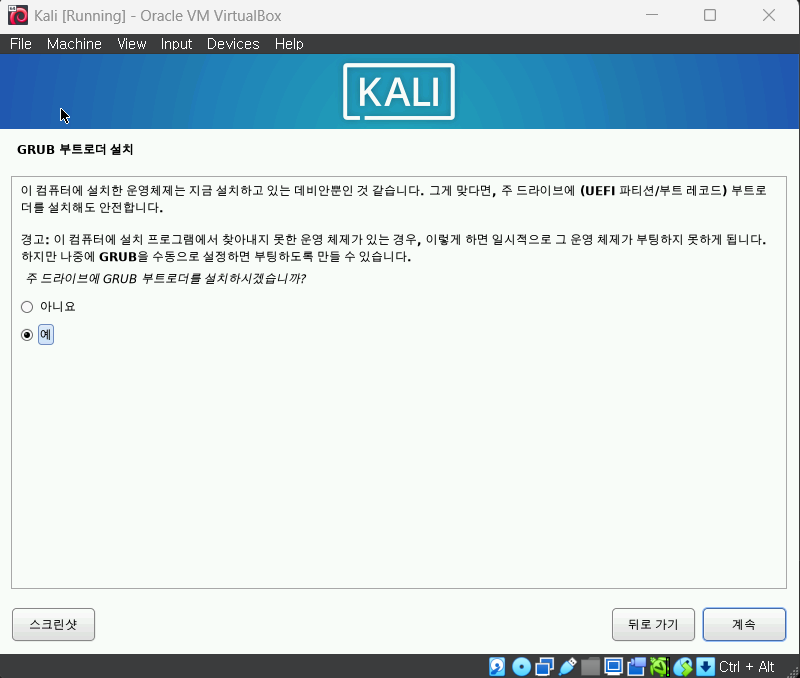 Kali [Running] - Oracle VM VirtualBox
File Machine View Input Devices Help
KALI
GRUB 부트로더 설치
이 컴퓨터에 설치한 운영체제는 지금 설치하고 있는 데비안뿐인 것 같습니다. 그게 맞다면, 주 드라이브에 (UEFI 파티션/부트 레코드) 부트로
더를 설치해도 안전합니다.
경고: 이 컴퓨터에 설치 프로그램에서 찾아내지 못한 운영 체제가 있는 경우, 이렇게 하면 일시적으로 그 운영 체제가 부팅하지 못하게 됩니다.
하지만 나중에 GRUB을 수동으로 설정하면 부팅하도록 만들 수 있습니다.
주 드라이브에 GRUB 부트로더를 설치하시겠습니까?
아니요
예
스크린샷 뒤로 가기 계속
Ctrl + Alt